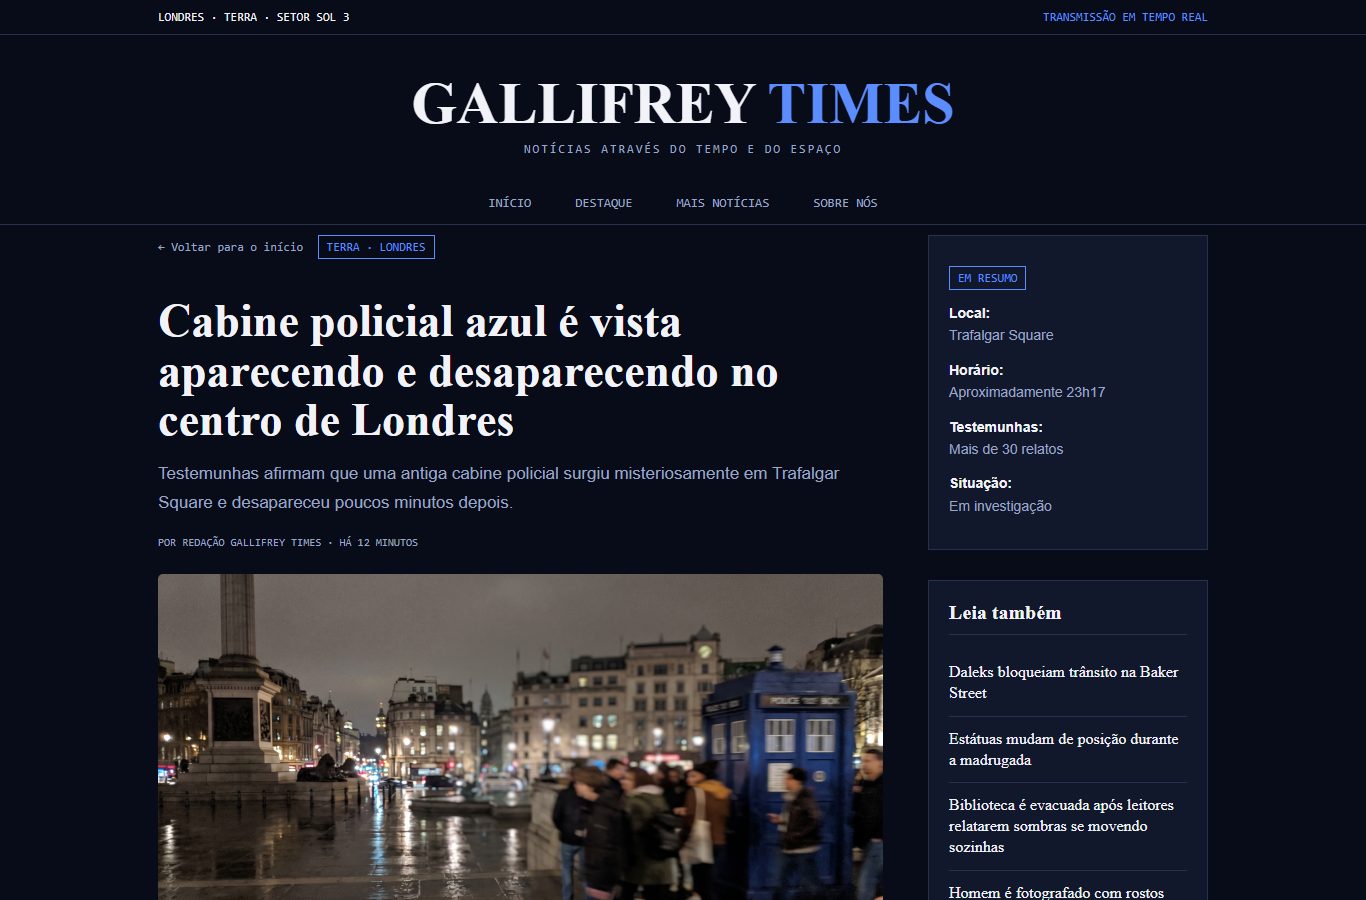 LONDRES · TERRA · SETOR SOL 3
TRANSMISSÃO EM TEMPO REAL
GALLIFREY TIMES
NOTÍCIAS ATRAVÉS DO TEMPO E DO ESPAÇO
INÍCIO DESTAQUE MAIS NOTÍCIAS SOBRE NÓS
← Voltar para o início TERRA · LONDRES
Cabine policial azul é vista
aparecendo e desaparecendo no
centro de Londres
Testemunhas afirmam que uma antiga cabine policial surgiu misteriosamente em Trafalgar
Square e desapareceu poucos minutos depois.
POR REDAÇÃO GALLIFREY TIMES · HÁ 12 MINUTOS
POLICE BOX
EM RESUMO
Local:
Trafalgar Square
Horário:
Aproximadamente 23h17
Testemunhas:
Mais de 30 relatos
Situação:
Em investigação
Leia também
Daleks bloqueiam trânsito na Baker
Street
Estátuas mudam de posição durante
a madrugada
Biblioteca é evacuada após leitores
relatarem sombras se movendo
sozinhas
Homem é fotografado com rostos